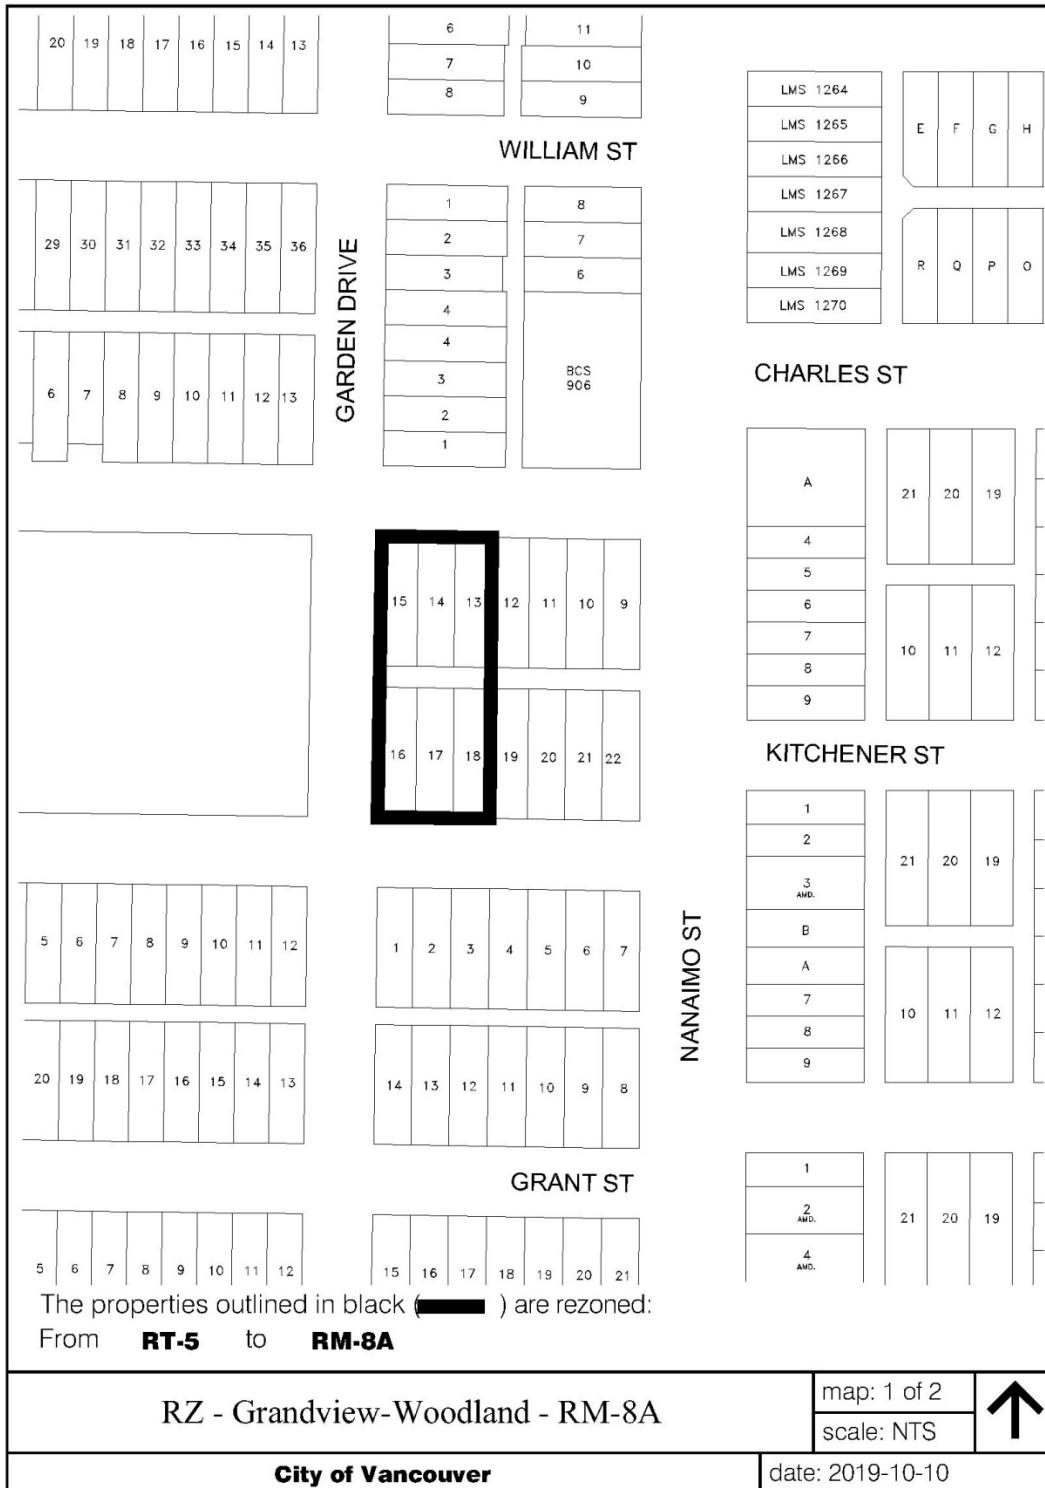 20 19 18 17 16 15 14 13
6 11
7 10
8 9
WILLIAM ST
LMS 1264
LMS 1265
LMS 1266
LMS 1267
LMS 1268
LMS 1269
LMS 1270
E F G H
R Q P O
29 30 31 32 33 34 35 36
GARDEN DRIVE
1 8
2 7
3 6
4
4
3
2
1
BCS
906
6 7 8 9 10 11 12 13
CHARLES ST
A
4
5
6
7
8
9
21 20 19
10 11 12
15 14 13 12 11 10 9
16 17 18 19 20 21 22
KITCHENER ST
1
2
3
AMD.
B
A
7
8
9
21 20 19
10 11 12
NANAIMO ST
5 6 7 8 9 10 11 12
1 2 3 4 5 6 7
20 19 18 17 16 15 14 13
14 13 12 11 10 9 8
GRANT ST
1
2
AMD.
4
AMD.
21 20 19
5 6 7 8 9 10 11 12
15 16 17 18 19 20 21
The properties outlined in black ( ) are rezoned:
From RT-5 to RM-8A
RZ - Grandview-Woodland - RM-8A
map: 1 of 2
scale: NTS
City of Vancouver
date: 2019-10-10